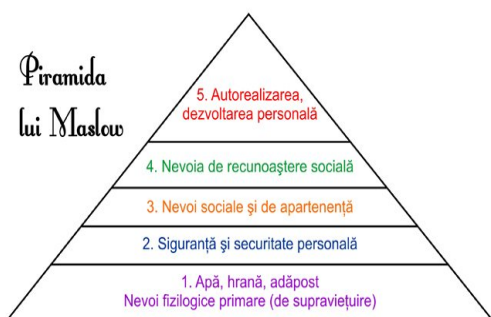 Piramida
lui Maslow
5. Autorealizarea,
dezvoltarea personală
4. Nevoia de recunoaştere socială
3. Nevoi sociale şi de apartenenţă
2. Siguranţă şi securitate personală
1. Apă, hrană, adăpost
Nevoi fizilogice primare (de supravieţuire)